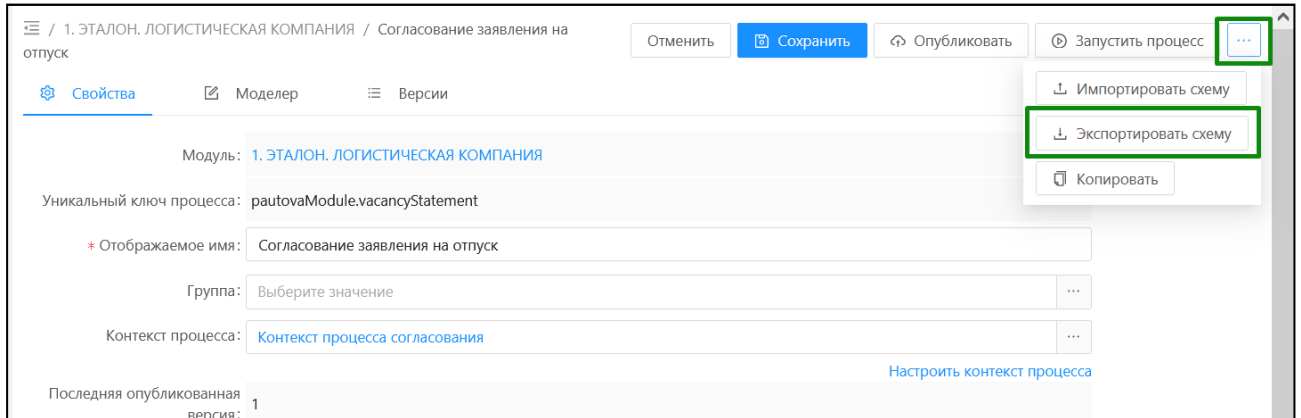 / 1. ЭТАЛОН. ЛОГИСТИЧЕСКАЯ КОМПАНИЯ / Согласование заявления на
отпуск
Отменить Сохранить Опубликовать Запустить процесс ...
Импортировать схему
Экспортировать схему
Копировать
Свойства Моделер Версии
Модуль: 1. ЭТАЛОН. ЛОГИСТИЧЕСКАЯ КОМПАНИЯ
Уникальный ключ процесса: pautovaModule.vacancyStatement
* Отображаемое имя: Согласование заявления на отпуск
Группа: Выберите значение ...
Контекст процесса: Контекст процесса согласования ...
Настроить контекст процесса
Последняя опубликованная
версия: 1